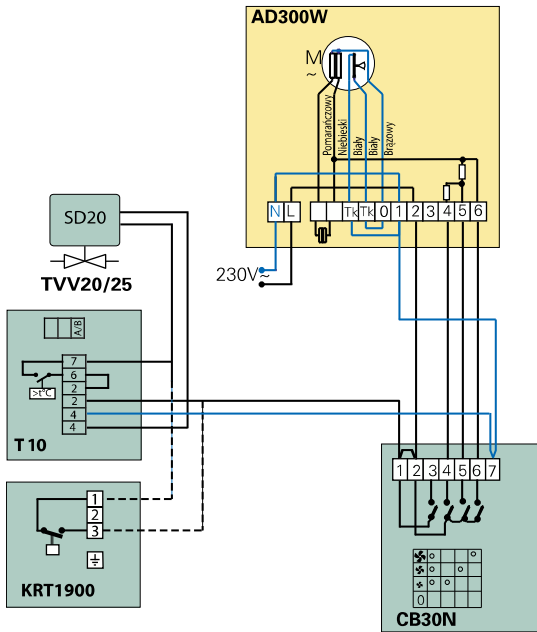 AD300W
M
~
Pomarańczowy
Niebieski
Biały
Biały
Brązowy
N L Tk Tk 0 1 2 3 4 5 6
230V~
SD20
TVV20/25
A/B
7
6
2
2
4
4
>t°C
T 10
1
2
3
KRT1900
1 2 3 4 5 6 7
0
CB30N